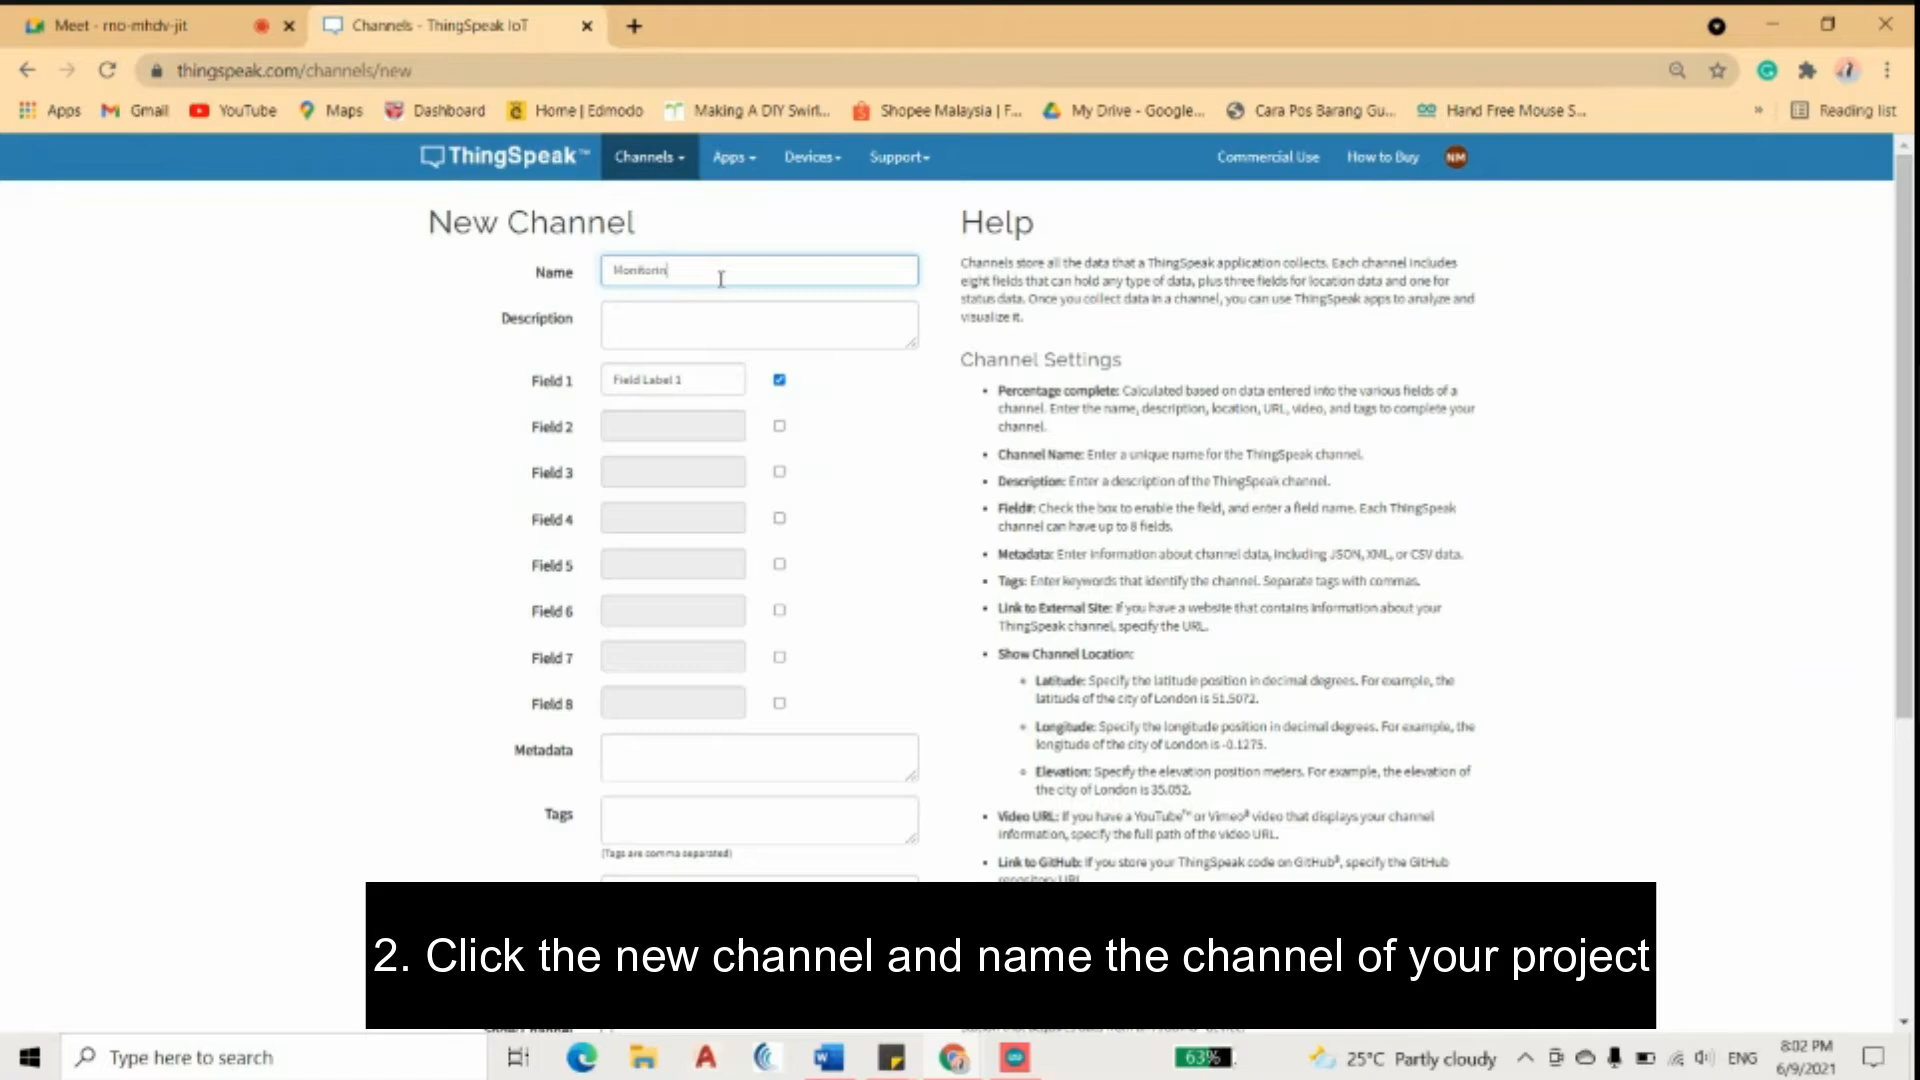 Meet - rno-mhdv-jit
Channels - ThingSpeak IoT
thingspeak.com/channels/new
Apps
Gmail
YouTube
Maps
Dashboard
Home | Edmodo
Making A DIY Swirl...
Shopee Malaysia | F...
My Drive - Google...
Cara Pos Barang Gu...
Hand Free Mouse S...
»
Reading list
ThingSpeak™
Channels
Apps
Devices
Support
Commercial Use
How to Buy
NM
New Channel
Name
Monitorin
Description
Field 1
Field Label 1
Field 2
Field 3
Field 4
Field 5
Field 6
Field 7
Field 8
Metadata
Tags
(Tags are comma separated)
Help
Channels store all the data that a ThingSpeak application collects. Each channel includes
eight fields that can hold any type of data, plus three fields for location data and one for
status data. Once you collect data in a channel, you can use ThingSpeak apps to analyze and
visualize it.
Channel Settings
• Percentage complete: Calculated based on data entered into the various fields of a
channel. Enter the name, description, location, URL, video, and tags to complete your
channel.
• Channel Name: Enter a unique name for the ThingSpeak channel.
• Description: Enter a description of the ThingSpeak channel.
• Field#: Check the box to enable the field, and enter a field name. Each ThingSpeak
channel can have up to 8 fields.
• Metadata: Enter information about channel data, including JSON, XML, or CSV data.
• Tags: Enter keywords that identify the channel. Separate tags with commas.
• Link to External Site: If you have a website that contains information about your
ThingSpeak channel, specify the URL.
• Show Channel Location:
Latitude: Specify the latitude position in decimal degrees. For example, the
latitude of the city of London is 51.5072.
Longitude: Specify the longitude position in decimal degrees. For example, the
longitude of the city of London is -0.1275.
Elevation: Specify the elevation position meters. For example, the elevation of
the city of London is 35.052.
• Video URL: If you have a YouTube™ or Vimeo® video that displays your channel
information, specify the full path of the video URL.
• Link to GitHub: If you store your ThingSpeak code on GitHub®, specify the GitHub
repository URL.
2. Click the new channel and name the channel of your project
Type here to search
63%
25°C Partly cloudy
ENG
8:02 PM
6/9/2021